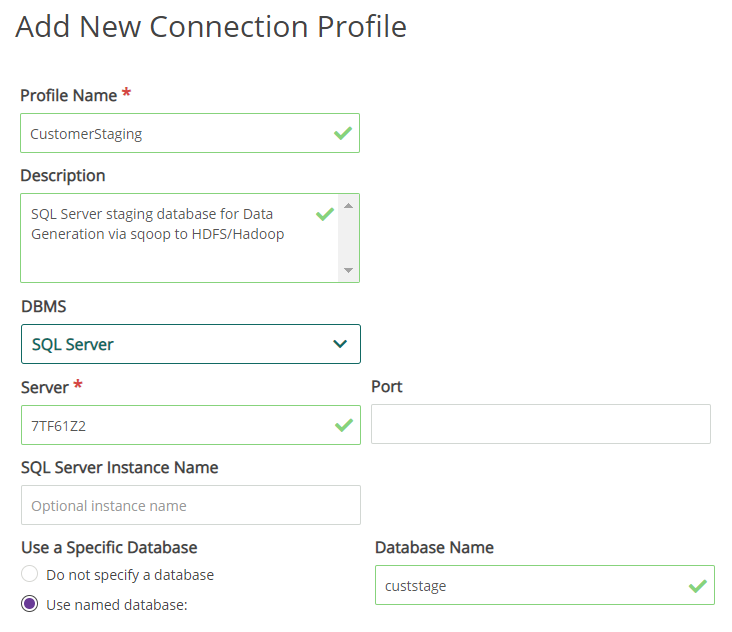 Add New Connection Profile
Profile Name *
CustomerStaging
Description
SQL Server staging database for Data
Generation via sqoop to HDFS/Hadoop
DBMS
SQL Server
Server * Port
7TF61Z2
SQL Server Instance Name
Optional instance name
Use a Specific Database Database Name
Do not specify a database
custstage
Use named database: